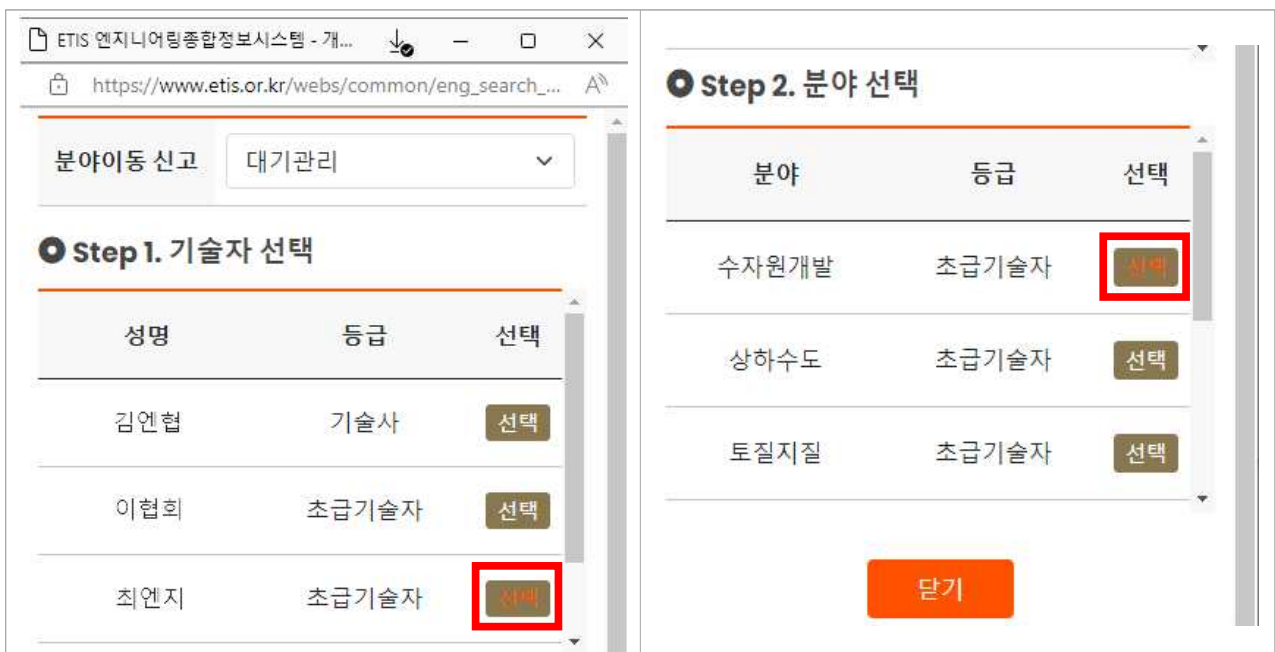 ETIS 엔지니어링종합정보시스템 - 개...
https://www.etis.or.kr/webs/common/eng_search_...
분야이동 신고 대기관리
Step 1. 기술자 선택
성명 등급 선택
김엔협 기술사 선택
이협회 초급기술자 선택
최엔지 초급기술자 선택
Step 2. 분야 선택
분야 등급 선택
수자원개발 초급기술자 선택
상하수도 초급기술자 선택
토질지질 초급기술자 선택
닫기